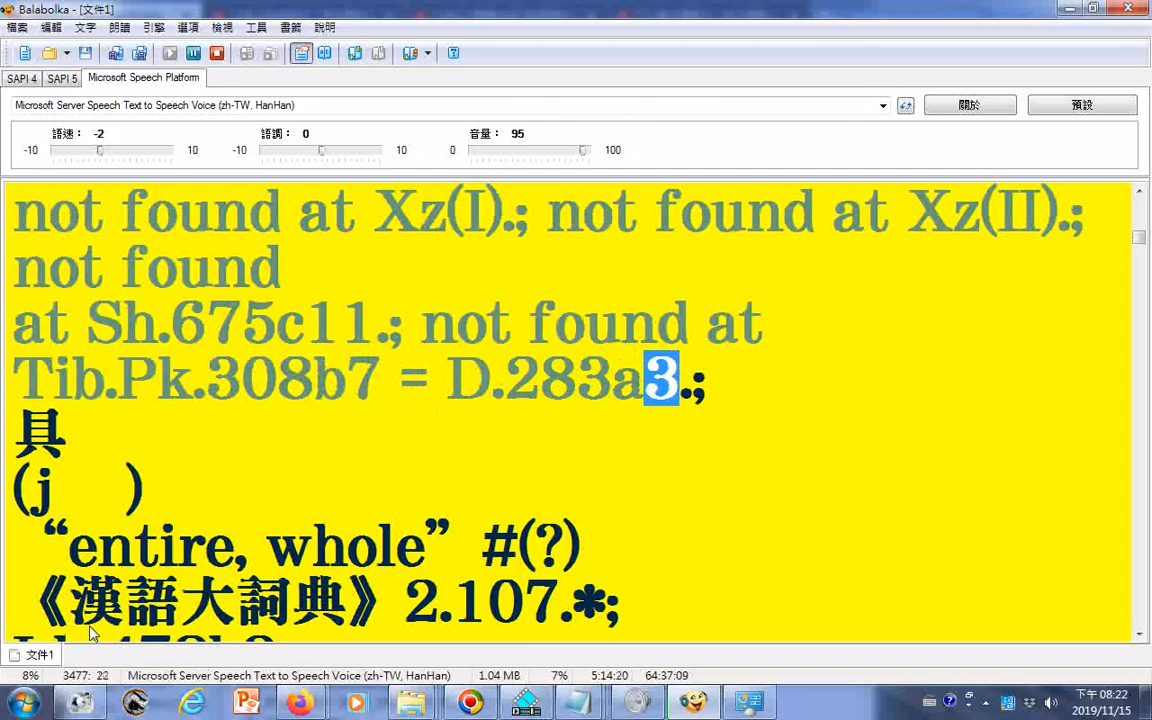 Balabolka - [文件1]
檔案 編輯 文字 朗讀 引擎 選項 檢視 工具 書籤 說明
SAPI 4 SAPI 5 Microsoft Speech Platform
Microsoft Server Speech Text to Speech Voice (zh-TW, HanHan) 關於 預設
語速： -2 語調： 0 音量： 95
-10 10 -10 10 0 100
not found at Xz(I).; not found at Xz(II).;
not found
at Sh.675c11.; not found at
Tib.Pk.308b7 = D.283a3.;
具
(j )
“entire, whole” #(?)
《漢語大詞典》 2.107.*;
文件1
8% 3477: 22 Microsoft Server Speech Text to Speech Voice (zh-TW, HanHan) 1.04 MB 7% 5:14:20 64:37:09
下午 08:22
2019/11/15